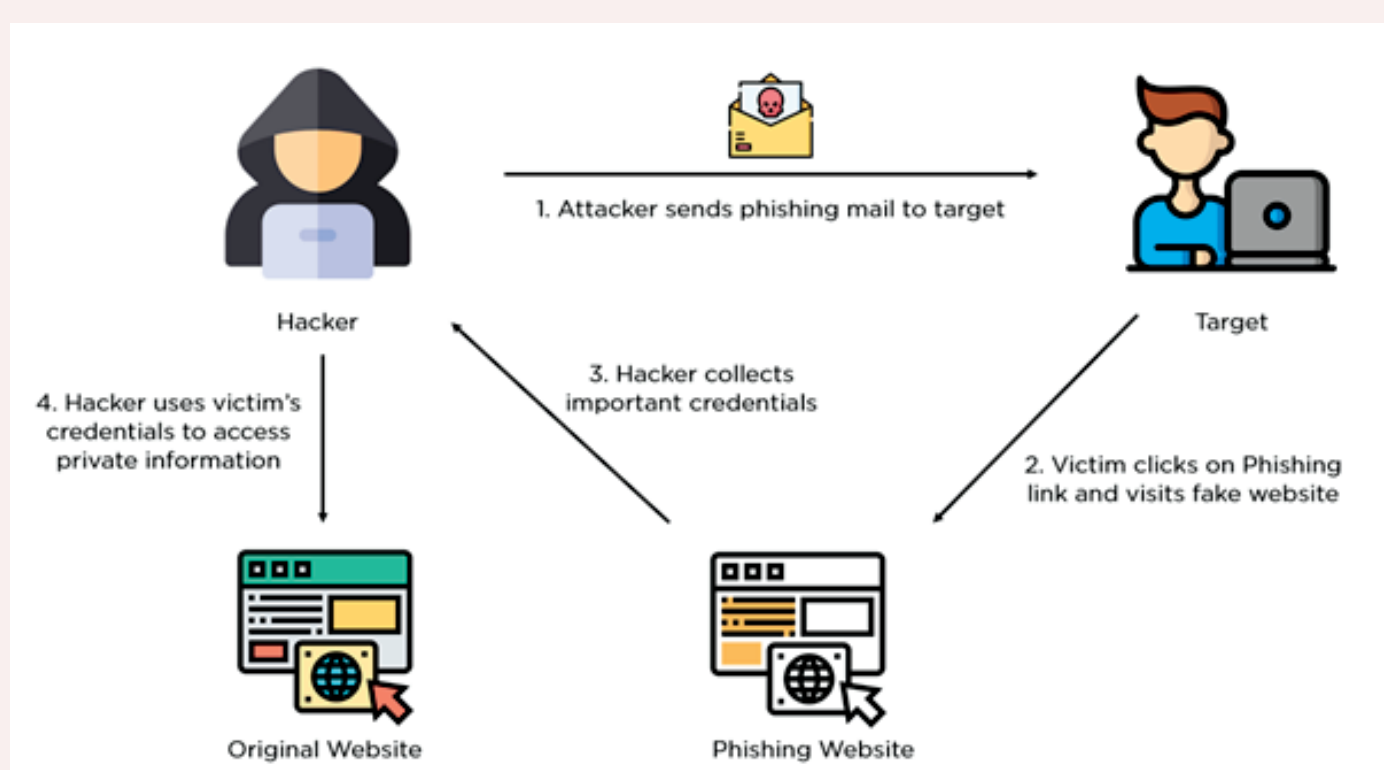 1. Attacker sends phishing mail to target
Hacker
Target
4. Hacker uses victim's
credentials to access
private information
3. Hacker collects
important credentials
2. Victim clicks on Phishing
link and visits fake website
Original Website
Phishing Website